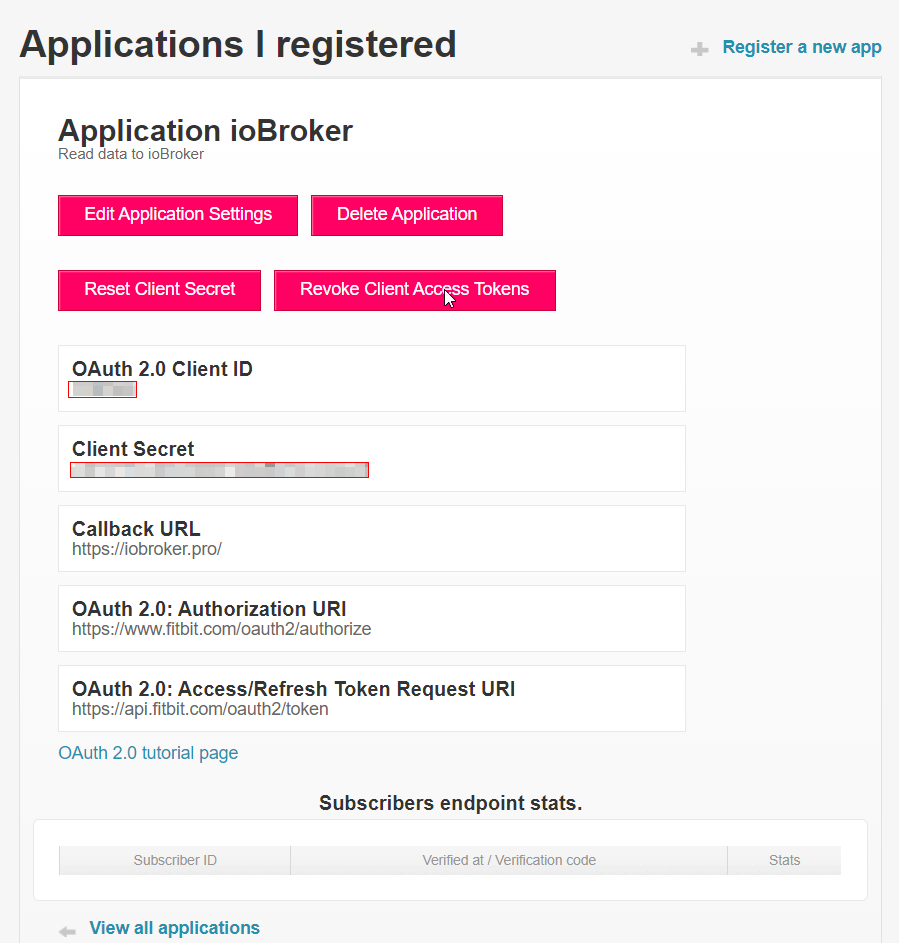 Applications I registered
Register a new app
Application ioBroker
Read data to ioBroker
Edit Application Settings
Delete Application
Reset Client Secret
Revoke Client Access Tokens
OAuth 2.0 Client ID
Client Secret
Callback URL
https://iobroker.pro/
OAuth 2.0: Authorization URI
https://www.fitbit.com/oauth2/authorize
OAuth 2.0: Access/Refresh Token Request URI
https://api.fitbit.com/oauth2/token
OAuth 2.0 tutorial page
Subscribers endpoint stats.
Subscriber ID
Verified at / Verification code
Stats
View all applications